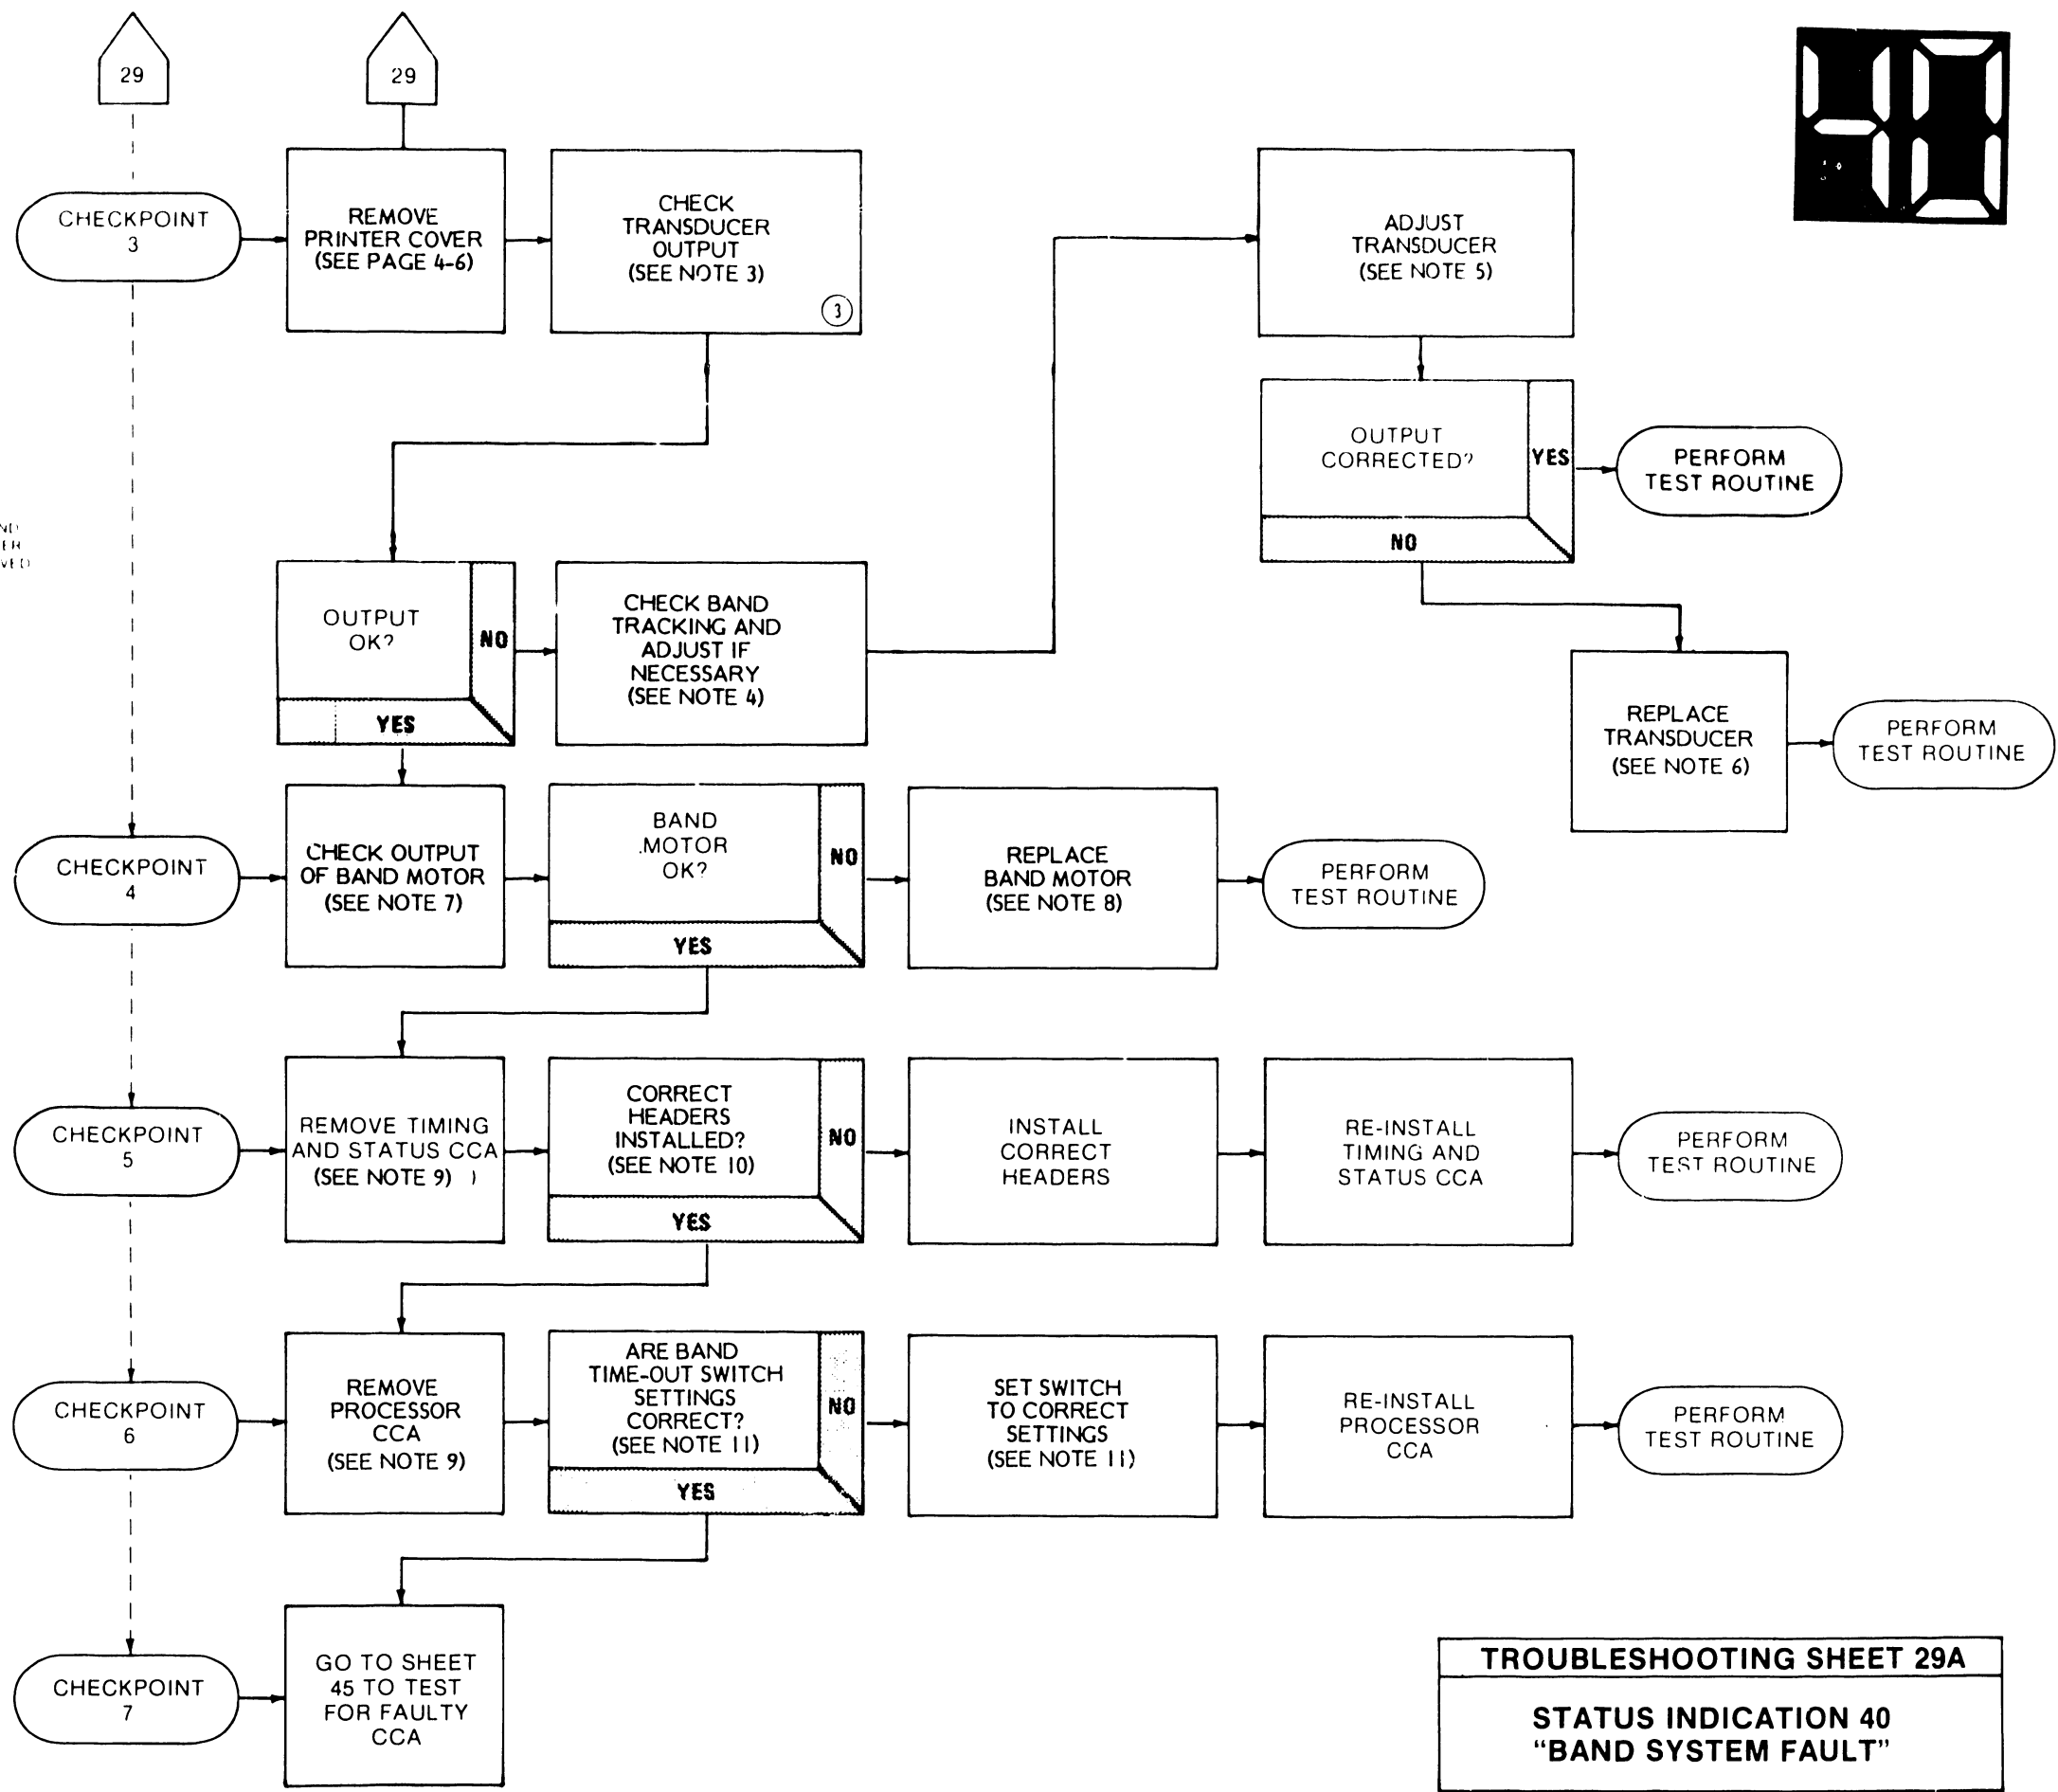 29
29
40
CHECKPOINT
3
REMOVE
PRINTER COVER
(SEE PAGE 4-6)
CHECK
TRANSDUCER
OUTPUT
(SEE NOTE 3)
3
ADJUST
TRANSDUCER
(SEE NOTE 5)
OUTPUT
CORRECTED?
YES
NO
PERFORM
TEST ROUTINE
OUTPUT
OK?
NO
YES
CHECK BAND
TRACKING AND
ADJUST IF
NECESSARY
(SEE NOTE 4)
REPLACE
TRANSDUCER
(SEE NOTE 6)
PERFORM
TEST ROUTINE
CHECKPOINT
4
CHECK OUTPUT
OF BAND MOTOR
(SEE NOTE 7)
BAND
MOTOR
OK?
NO
YES
REPLACE
BAND MOTOR
(SEE NOTE 8)
PERFORM
TEST ROUTINE
CHECKPOINT
5
REMOVE TIMING
AND STATUS CCA
(SEE NOTE 9)
CORRECT
HEADERS
INSTALLED?
(SEE NOTE 10)
NO
YES
INSTALL
CORRECT
HEADERS
RE-INSTALL
TIMING AND
STATUS CCA
PERFORM
TEST ROUTINE
CHECKPOINT
6
REMOVE
PROCESSOR
CCA
(SEE NOTE 9)
ARE BAND
TIME-OUT SWITCH
SETTINGS
CORRECT?
(SEE NOTE 11)
NO
YES
SET SWITCH
TO CORRECT
SETTINGS
(SEE NOTE 11)
RE-INSTALL
PROCESSOR
CCA
PERFORM
TEST ROUTINE
CHECKPOINT
7
GO TO SHEET
45 TO TEST
FOR FAULTY
CCA
TROUBLESHOOTING SHEET 29A
STATUS INDICATION 40
“BAND SYSTEM FAULT”